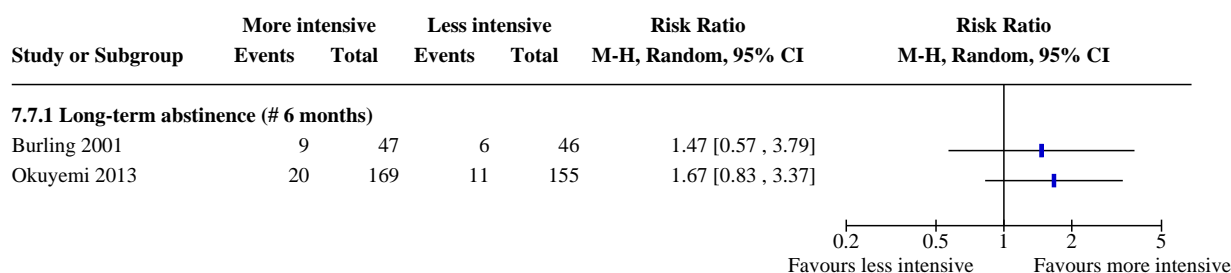 More intensive Less intensive Risk Ratio Risk Ratio
Study or Subgroup Events Total Events Total M-H, Random, 95% CI M-H, Random, 95% CI
7.7.1 Long-term abstinence (# 6 months)
Burling 2001 9 47 6 46 1.47 [0.57 , 3.79]
Okuyemi 2013 20 169 11 155 1.67 [0.83 , 3.37]
0.2 0.5 1 2 5
Favours less intensive Favours more intensive